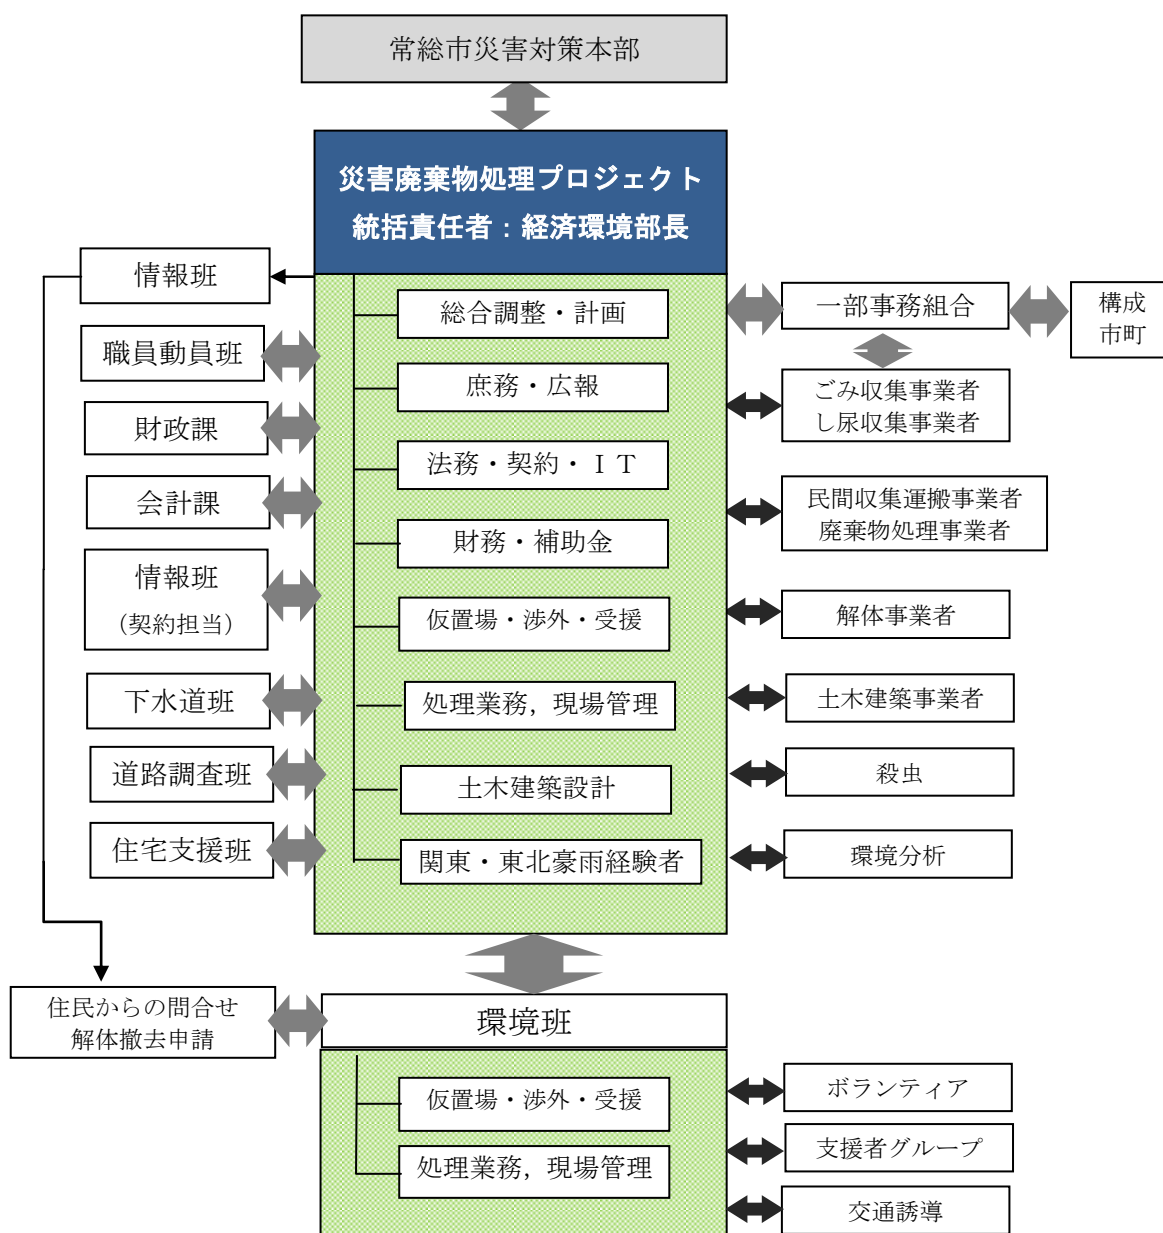 常総市災害対策本部
災害廃棄物処理プロジェクト
統括責任者：経済環境部長
情報班
職員動員班
財政課
会計課
情報班
（契約担当）
下水道班
道路調査班
住宅支援班
総合調整・計画
庶務・広報
法務・契約・ＩＴ
財務・補助金
仮置場・渉外・受援
処理業務，現場管理
土木建築設計
関東・東北豪雨経験者
一部事務組合
構成
市町
ごみ収集事業者
し尿収集事業者
民間収集運搬事業者
廃棄物処理事業者
解体事業者
土木建築事業者
殺虫
環境分析
住民からの問合せ
解体撤去申請
環境班
仮置場・渉外・受援
処理業務，現場管理
ボランティア
支援者グループ
交通誘導